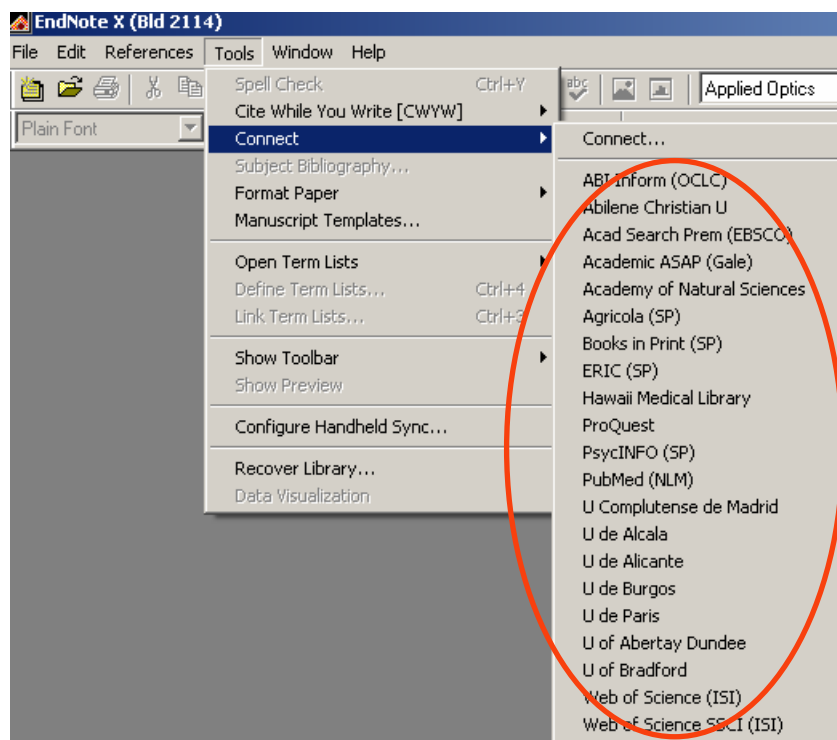 EndNote X (Bld 2114)
File Edit References Tools Window Help
Applied Optics
Plain Font
Spell Check Ctrl+Y
Cite While You Write [CWYW]
Connect
Subject Bibliography...
Format Paper
Manuscript Templates...
Open Term Lists
Define Term Lists... Ctrl+4
Link Term Lists... Ctrl+3
Show Toolbar
Show Preview
Configure Handheld Sync...
Recover Library...
Data Visualization
Connect...
ABI-Inform (OCLC)
Abilene Christian U
Acad Search Prem (EBSCO)
Academic ASAP (Gale)
Academy of Natural Sciences
Agricola (SP)
Books in Print (SP)
ERIC (SP)
Hawaii Medical Library
ProQuest
PsycINFO (SP)
PubMed (NLM)
U Complutense de Madrid
U de Alcala
U de Alicante
U de Burgos
U de Paris
U of Abertay Dundee
U of Bradford
Web of Science (ISI)
Web of Science SSCI (ISI)